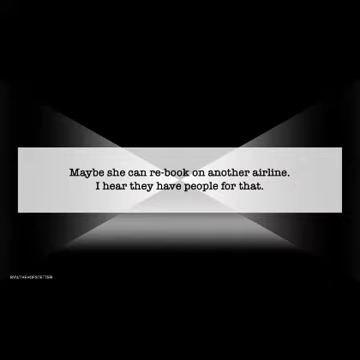 Maybe she can re-book on another airline.
I hear they have people for that.